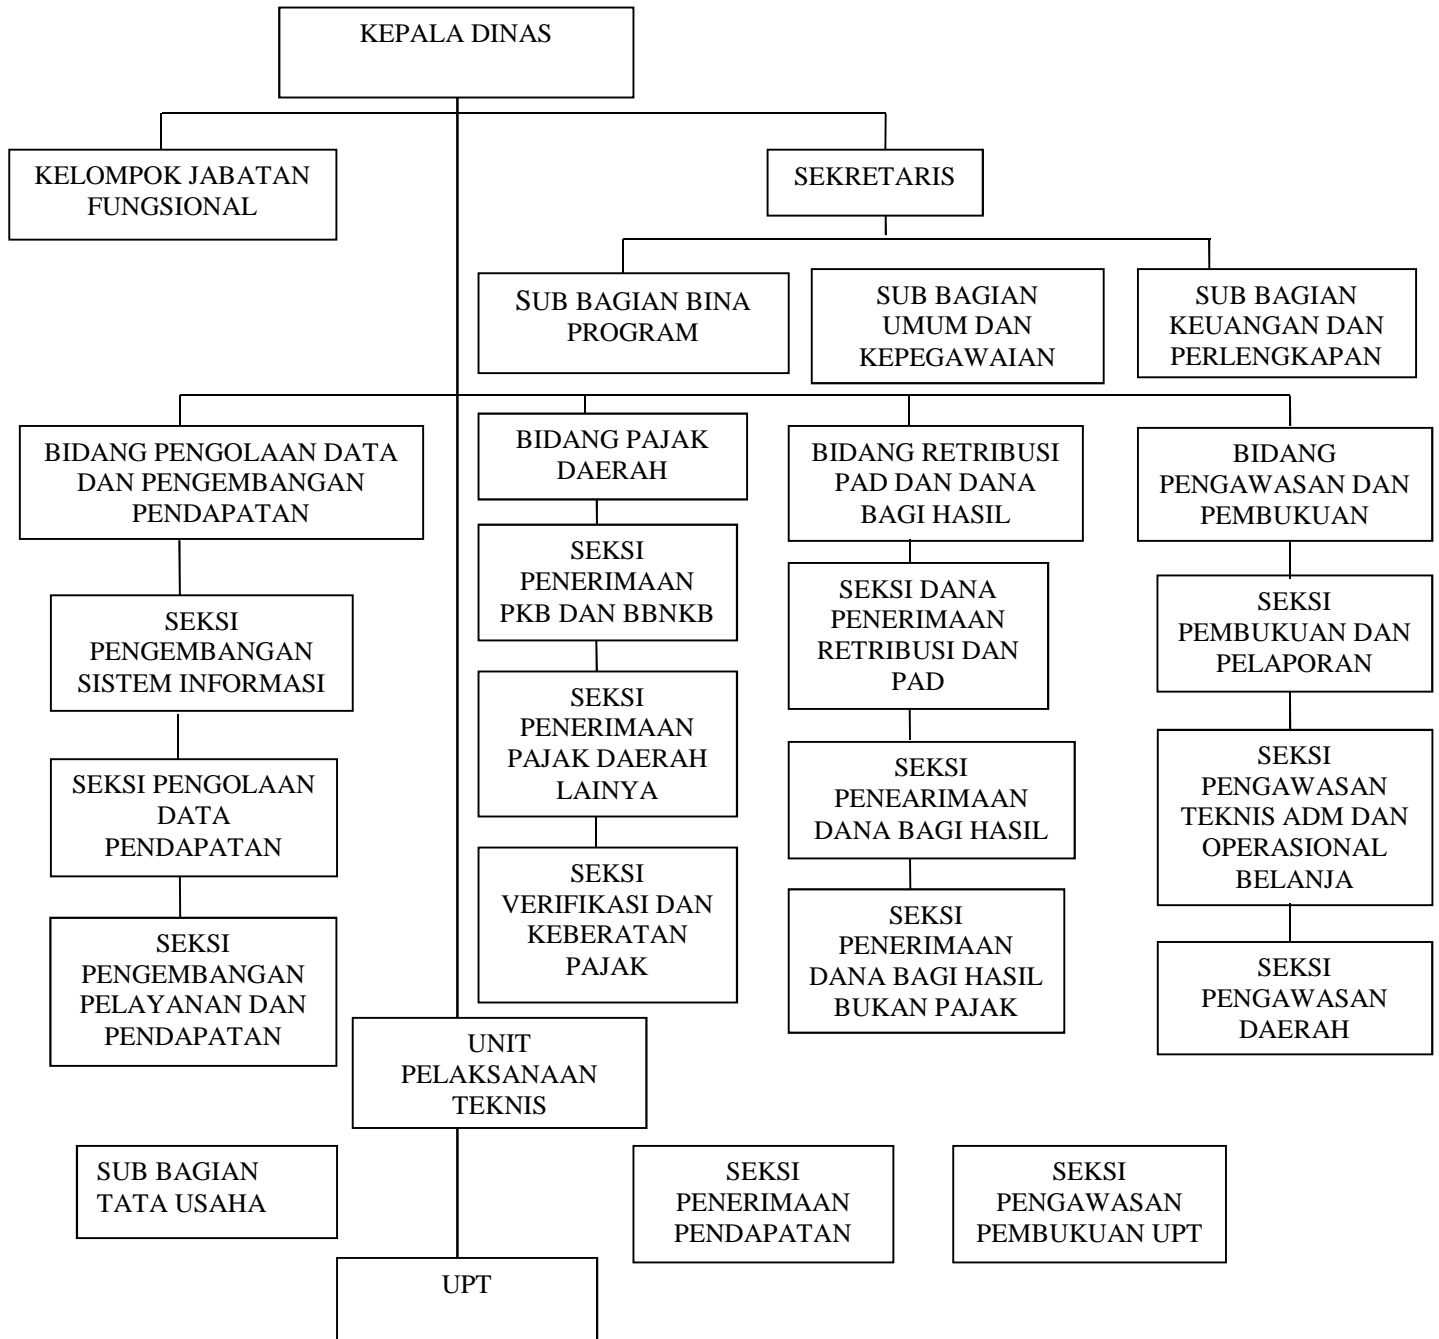 KEPALA DINAS
KELOMPOK JABATAN
FUNGSIONAL
SEKRETARIS
SUB BAGIAN BINA
PROGRAM
SUB BAGIAN
UMUM DAN
KEPEGAWAIAN
SUB BAGIAN
KEUANGAN DAN
PERLENGKAPAN
BIDANG PENGOLAAN DATA
DAN PENGEMBANGAN
PENDAPATAN
BIDANG PAJAK
DAERAH
BIDANG RETRIBUSI
PAD DAN DANA
BAGI HASIL
BIDANG
PENGAWASAN DAN
PEMBUKUAN
SEKSI
PENGEMBANGAN
SISTEM INFORMASI
SEKSI
PENERIMAAN
PKB DAN BBNKB
SEKSI DANA
PENERIMAAN
RETRIBUSI DAN
PAD
SEKSI
PEMBUKUAN DAN
PELAPORAN
SEKSI PENGOLAAN
DATA
PENDAPATAN
SEKSI
PENERIMAAN
PAJAK DAERAH
LAINYA
SEKSI
PENEARIMAAN
DANA BAGI HASIL
SEKSI
PENGAWASAN
TEKNIS ADM DAN
OPERASIONAL
BELANJA
SEKSI
PENGEMBANGAN
PELAYANAN DAN
PENDAPATAN
SEKSI
VERIFIKASI DAN
KEBERATAN
PAJAK
SEKSI
PENERIMAAN
DANA BAGI HASIL
BUKAN PAJAK
SEKSI
PENGAWASAN
DAERAH
UNIT
PELAKSANAAN
TEKNIS
SUB BAGIAN
TATA USAHA
SEKSI
PENERIMAAN
PENDAPATAN
SEKSI
PENGAWASAN
PEMBUKUAN UPT
UPT